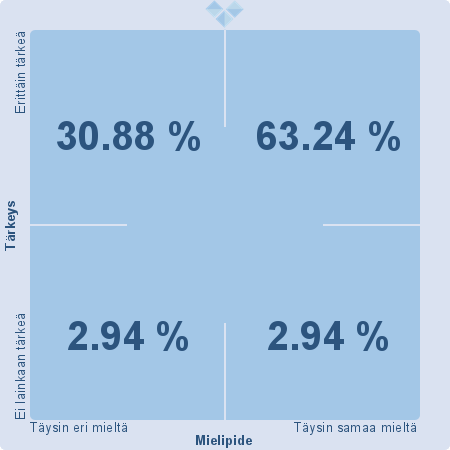 Erittäin tärkeä
30.88 %
63.24 %
Tärkeys
Ei lainkaan tärkeä
2.94 %
2.94 %
Täysin eri mieltä
Täysin samaa mieltä
Mielipide